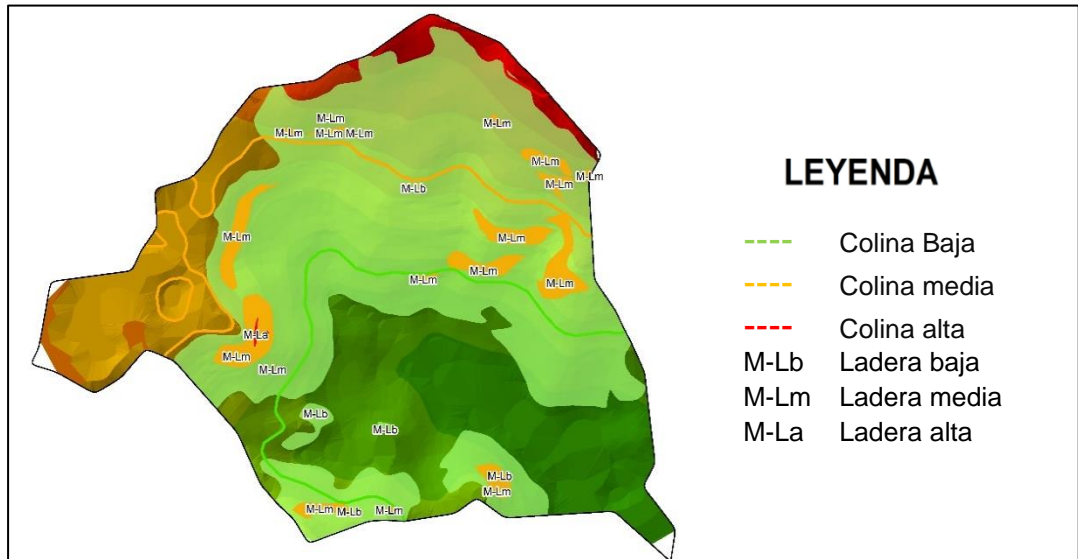 M-Lm
M-Lm
M-Lm M-Lm
M-Lm
M-Lm
M-Lm
M-Lm
M-Lb
M-Lm
M-Lm
M-Lm
M-Lm
M-Lm
M-La
M-Lm
M-Lm
M-Lb
M-Lb
M-Lb
M-Lm
M-Lm
M-Lb
M-Lm
LEYENDA
Colina Baja
Colina media
Colina alta
M-Lb Ladera baja
M-Lm Ladera media
M-La Ladera alta